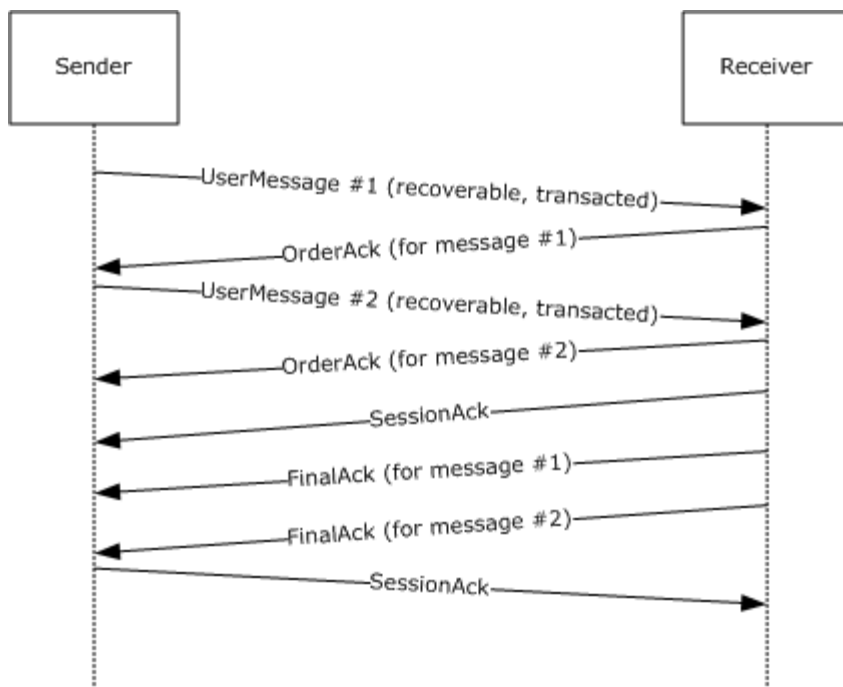 Sender
Receiver
UserMessage #1 (recoverable, transacted)
OrderAck (for message #1)
UserMessage #2 (recoverable, transacted)
OrderAck (for message #2)
SessionAck
FinalAck (for message #1)
FinalAck (for message #2)
SessionAck